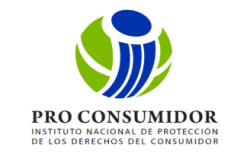 PRO CONSUMIDOR
INSTITUTO NACIONAL DE PROTECCIÓN
DE LOS DERECHOS DEL CONSUMIDOR